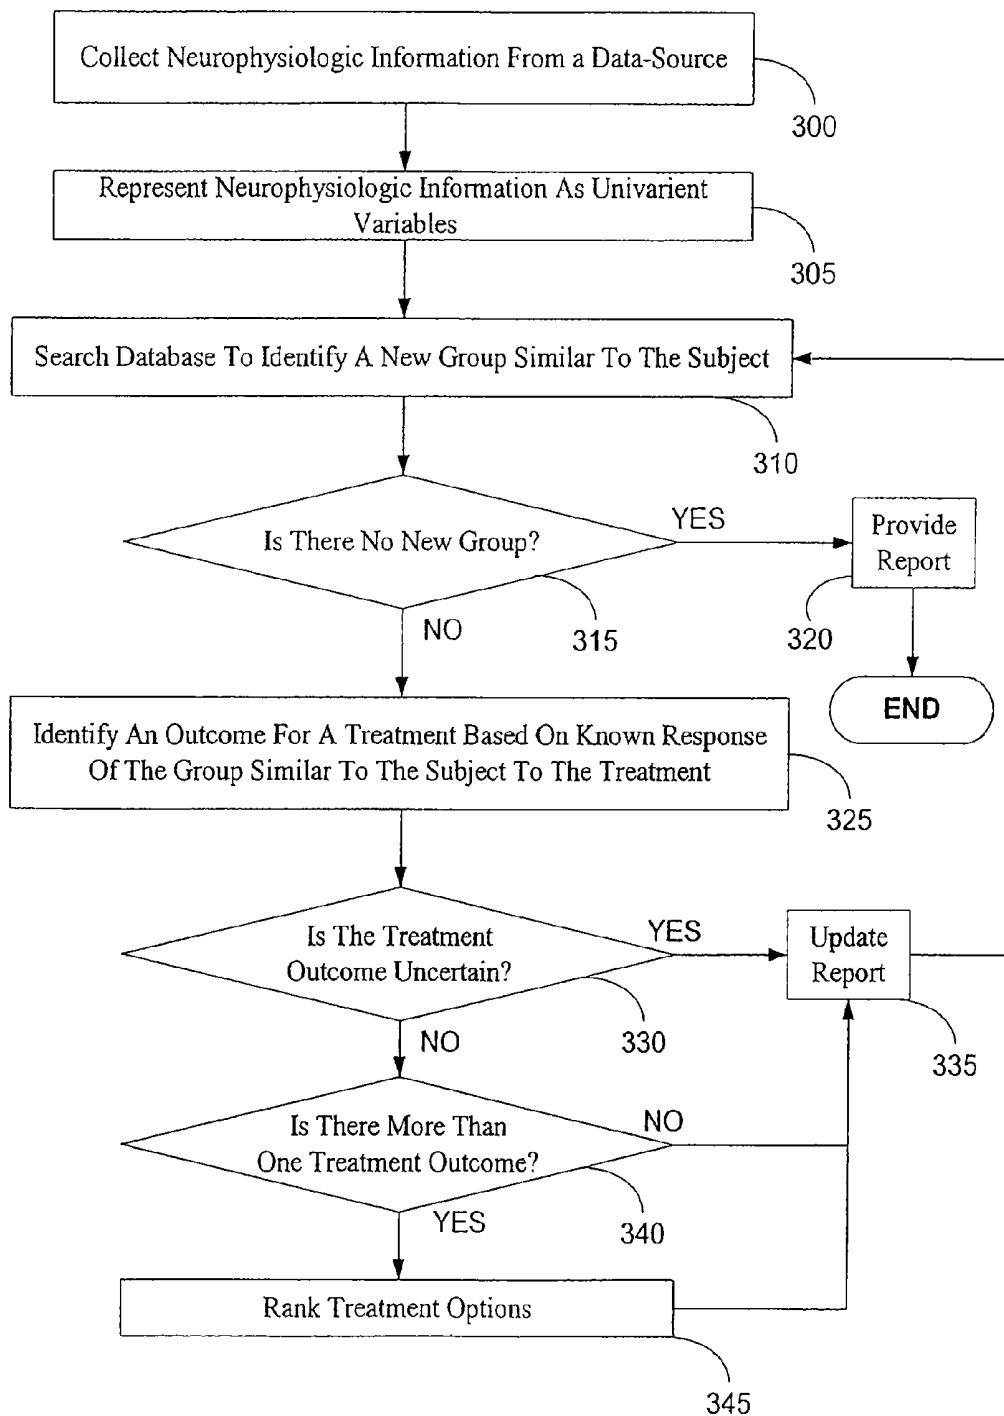 Collect Neurophysiologic Information From a Data-Source
300
Represent Neurophysiologic Information As Univarient
Variables
305
Search Database To Identify A New Group Similar To The Subject
310
Is There No New Group?
YES
315
NO
Provide
Report
320
END
Identify An Outcome For A Treatment Based On Known Response
Of The Group Similar To The Subject To The Treatment
325
Is The Treatment
Outcome Uncertain?
YES
330
NO
Update
Report
335
Is There More Than
One Treatment Outcome?
NO
340
YES
Rank Treatment Options
345